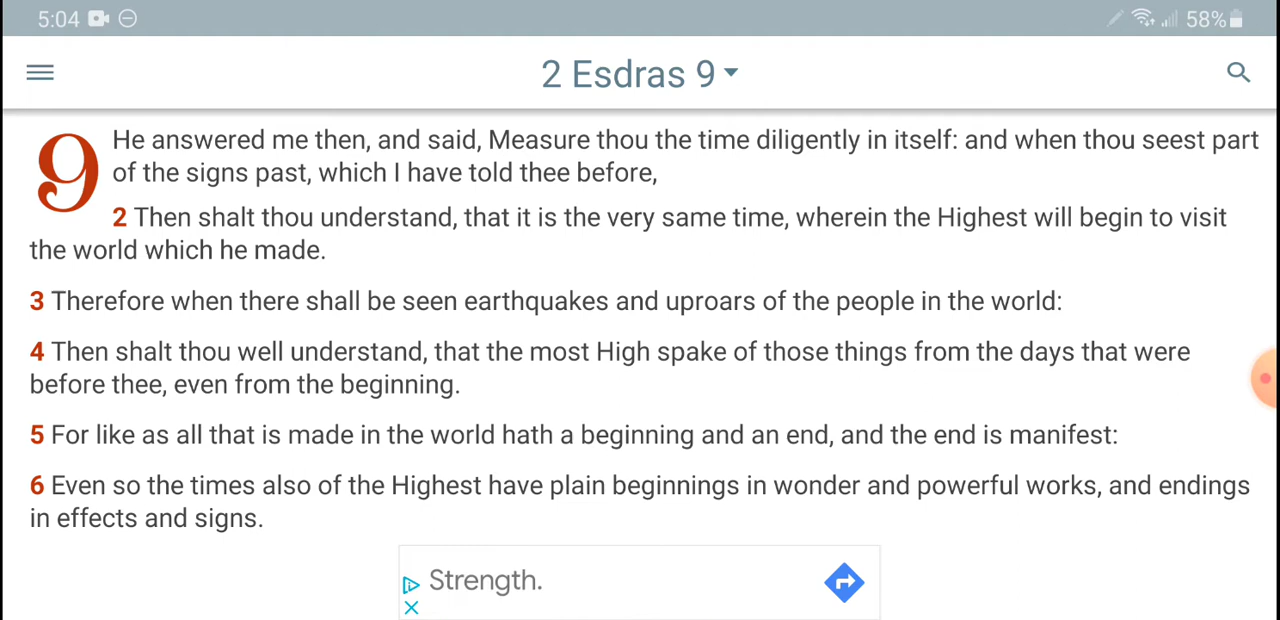 5:04 58%
2 Esdras 9
9 He answered me then, and said, Measure thou the time diligently in itself: and when thou seest part
of the signs past, which I have told thee before,
2 Then shalt thou understand, that it is the very same time, wherein the Highest will begin to visit
the world which he made.
3 Therefore when there shall be seen earthquakes and uproars of the people in the world:
4 Then shalt thou well understand, that the most High spake of those things from the days that were
before thee, even from the beginning.
5 For like as all that is made in the world hath a beginning and an end, and the end is manifest:
6 Even so the times also of the Highest have plain beginnings in wonder and powerful works, and endings
in effects and signs.
Strength.